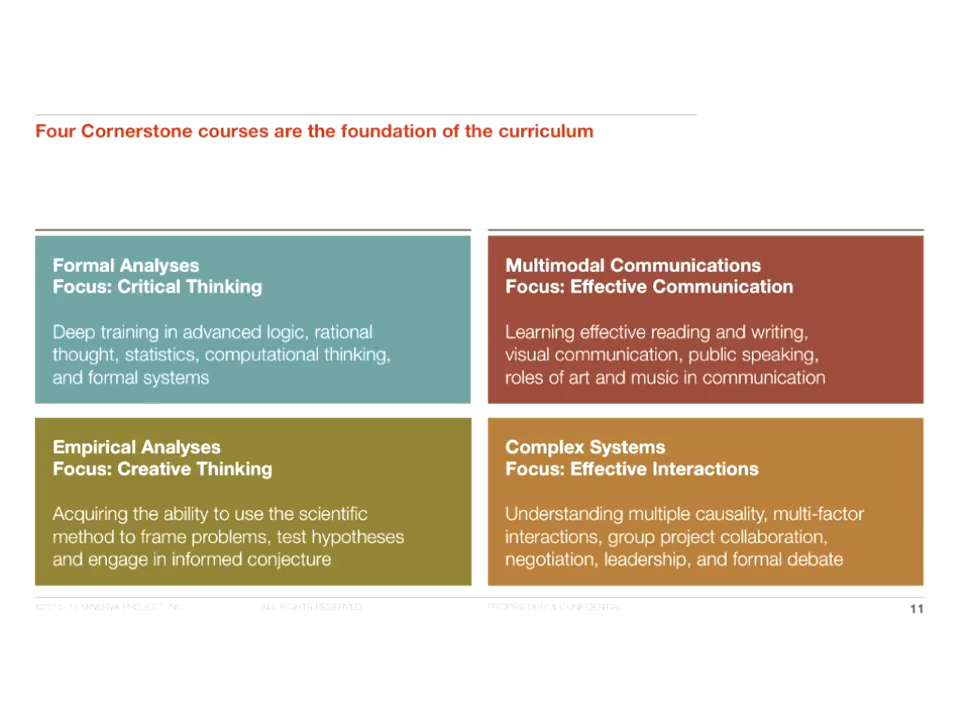 Four Cornerstone courses are the foundation of the curriculum
Formal Analyses
Focus: Critical Thinking
Deep training in advanced logic, rational
thought, statistics, computational thinking,
and formal systems
Multimodal Communications
Focus: Effective Communication
Learning effective reading and writing,
visual communication, public speaking,
roles of art and music in communication
Empirical Analyses
Focus: Creative Thinking
Acquiring the ability to use the scientific
method to frame problems, test hypotheses
and engage in informed conjecture
Complex Systems
Focus: Effective Interactions
Understanding multiple causality, multi-factor
interactions, group project collaboration,
negotiation, leadership, and formal debate
MINERVA PROJECT, INC.
ALL RIGHTS RESERVED
PROPRIETARY & CONFIDENTIAL
11